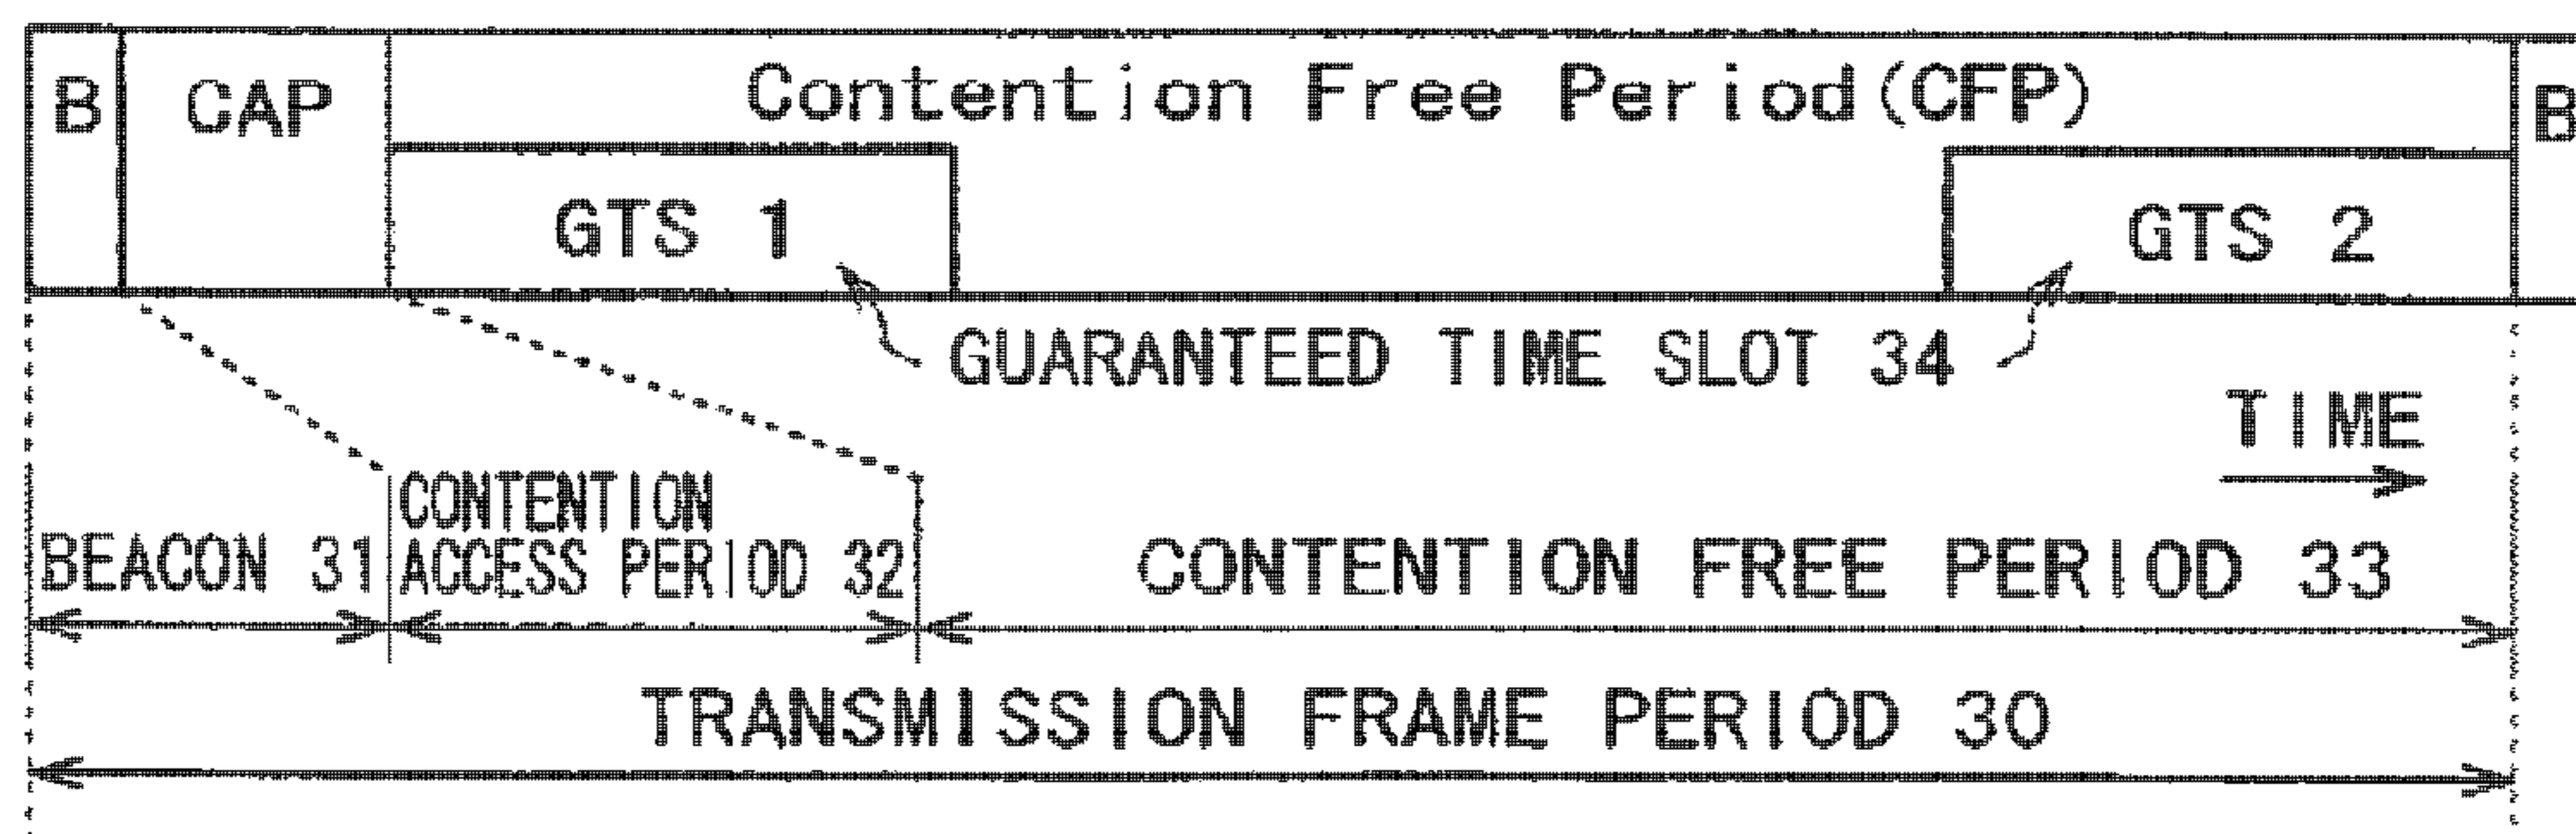 B CAP Contention Free Period(CFP) B
GTS 1 GTS 2
GUARANTEED TIME SLOT 34
TIME
CONTENTION
BEACON 31 ACCESS PERIOD 32 CONTENTION FREE PERIOD 33
TRANSMISSION FRAME PERIOD 30